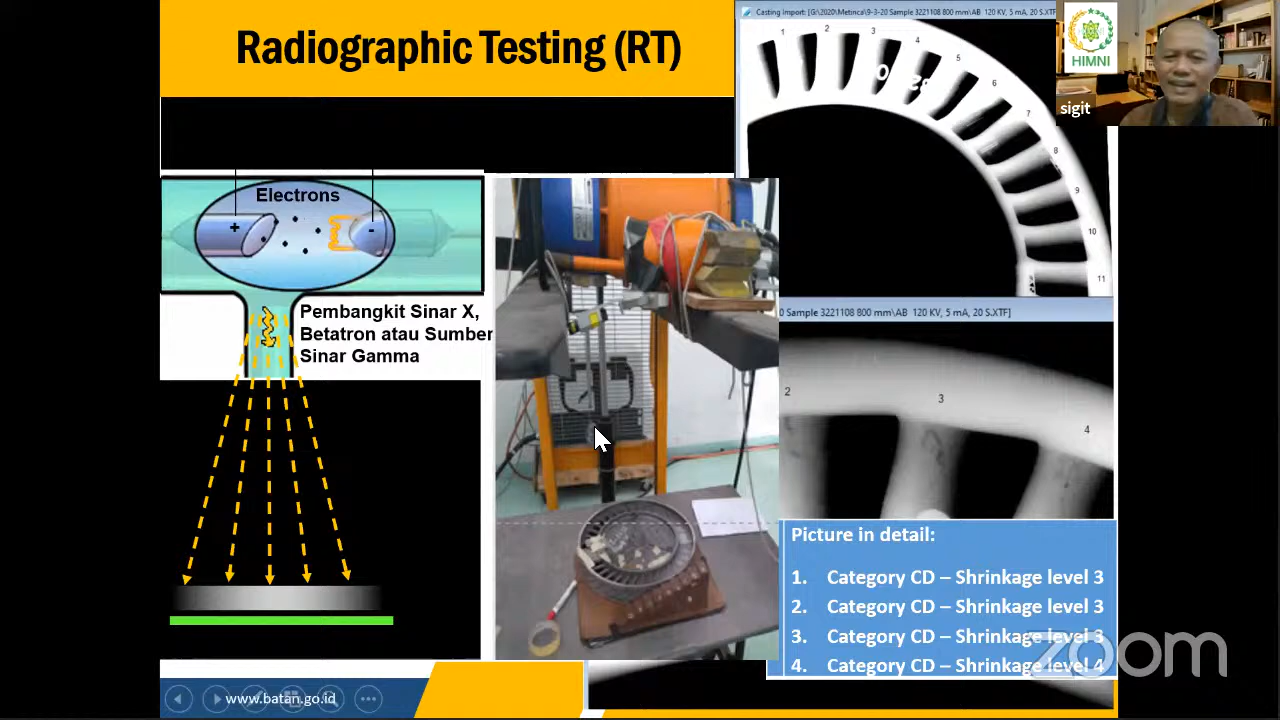 Radiographic Testing (RT)
Casting Import: [G:\2020\Metinca\9-3-20 Sample 3221108 800 mm\AB 120 KV, 5 mA, 20 S.XTF]
1
2
3
4
5
6
7
8
9
10
11
HIMNI
sigit
Electrons
+
-
Pembangkit Sinar X,
Betatron atau Sumber
Sinar Gamma
0 Sample 3221108 800 mm\AB 120 KV, 5 mA, 20 S.XTF]
2
3
4
Picture in detail:
1. Category CD – Shrinkage level 3
2. Category CD – Shrinkage level 3
3. Category CD – Shrinkage level 3
4. Category CD – Shrinkage level 4
zoom
www.batan.go.id